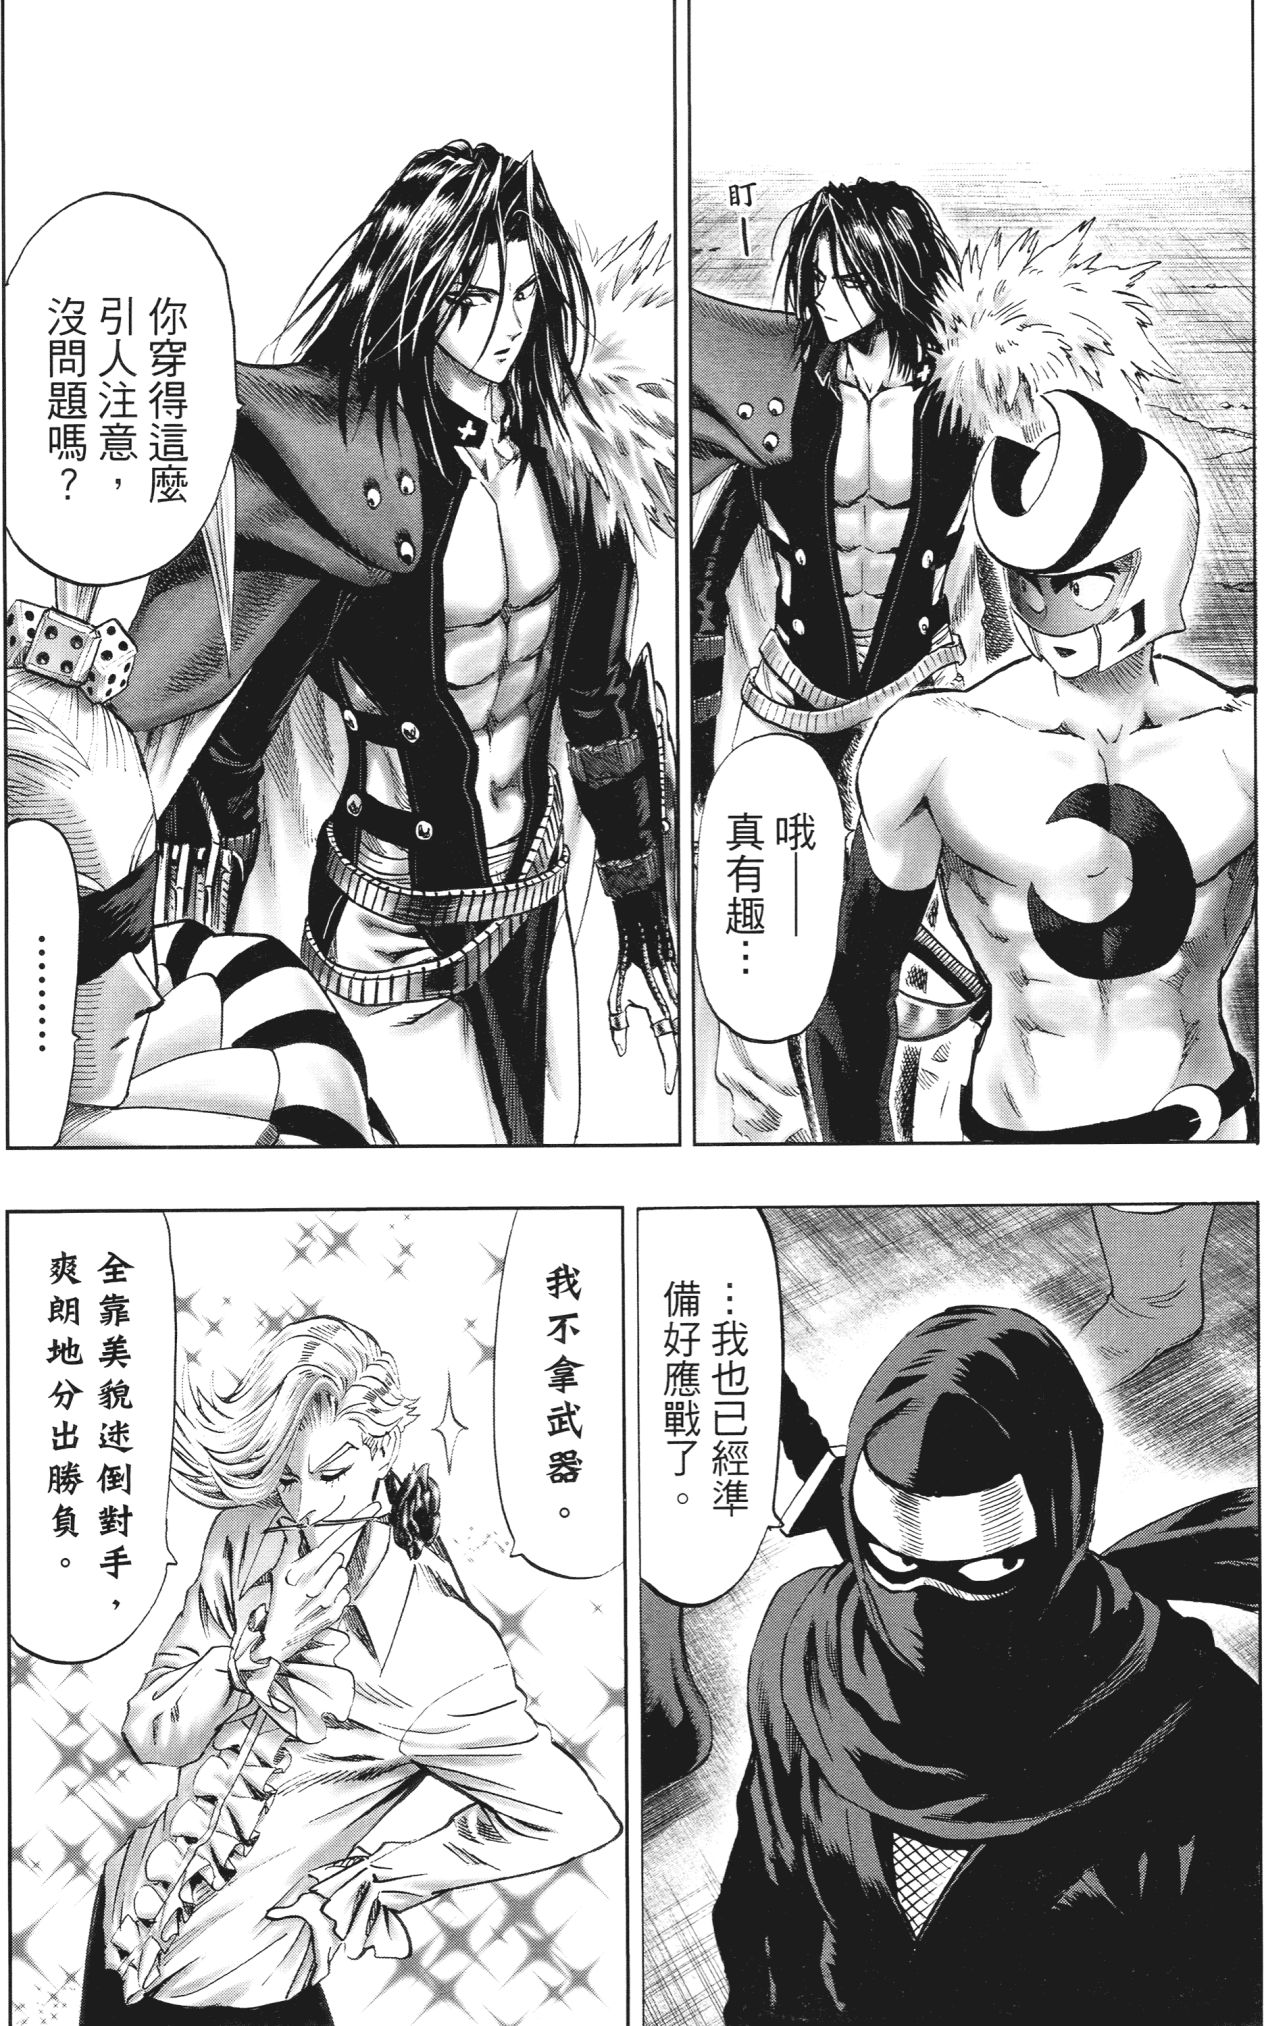 盯—
哦——
真有趣…
你穿得這麼
引人注意，
沒問題嗎？
………
…我也已經準
備好應戰了。
我不拿武器。
全靠美貌迷倒對手，
爽朗地分出勝負。